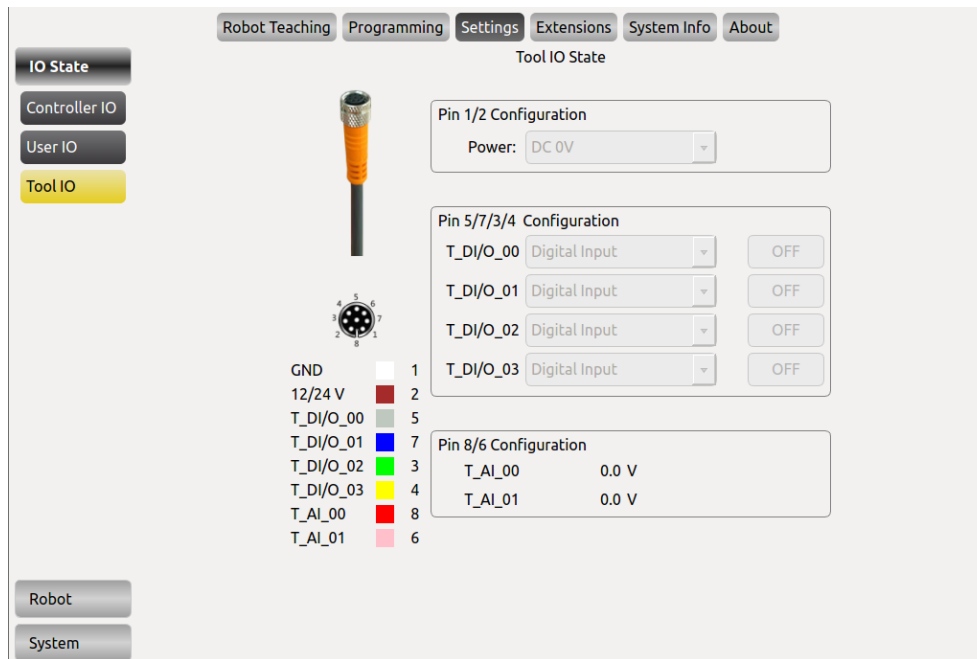 Robot Teaching Programming Settings Extensions System Info About
Tool IO State
IO State
Controller IO
User IO
Tool IO
Robot
System
4 5 6
3 7
2 8 1
GND 1
12/24 V 2
T_DI/O_00 5
T_DI/O_01 7
T_DI/O_02 3
T_DI/O_03 4
T_AI_00 8
T_AI_01 6
Pin 1/2 Configuration
Power: DC 0V
Pin 5/7/3/4 Configuration
T_DI/O_00 Digital Input OFF
T_DI/O_01 Digital Input OFF
T_DI/O_02 Digital Input OFF
T_DI/O_03 Digital Input OFF
Pin 8/6 Configuration
T_AI_00 0.0 V
T_AI_01 0.0 V